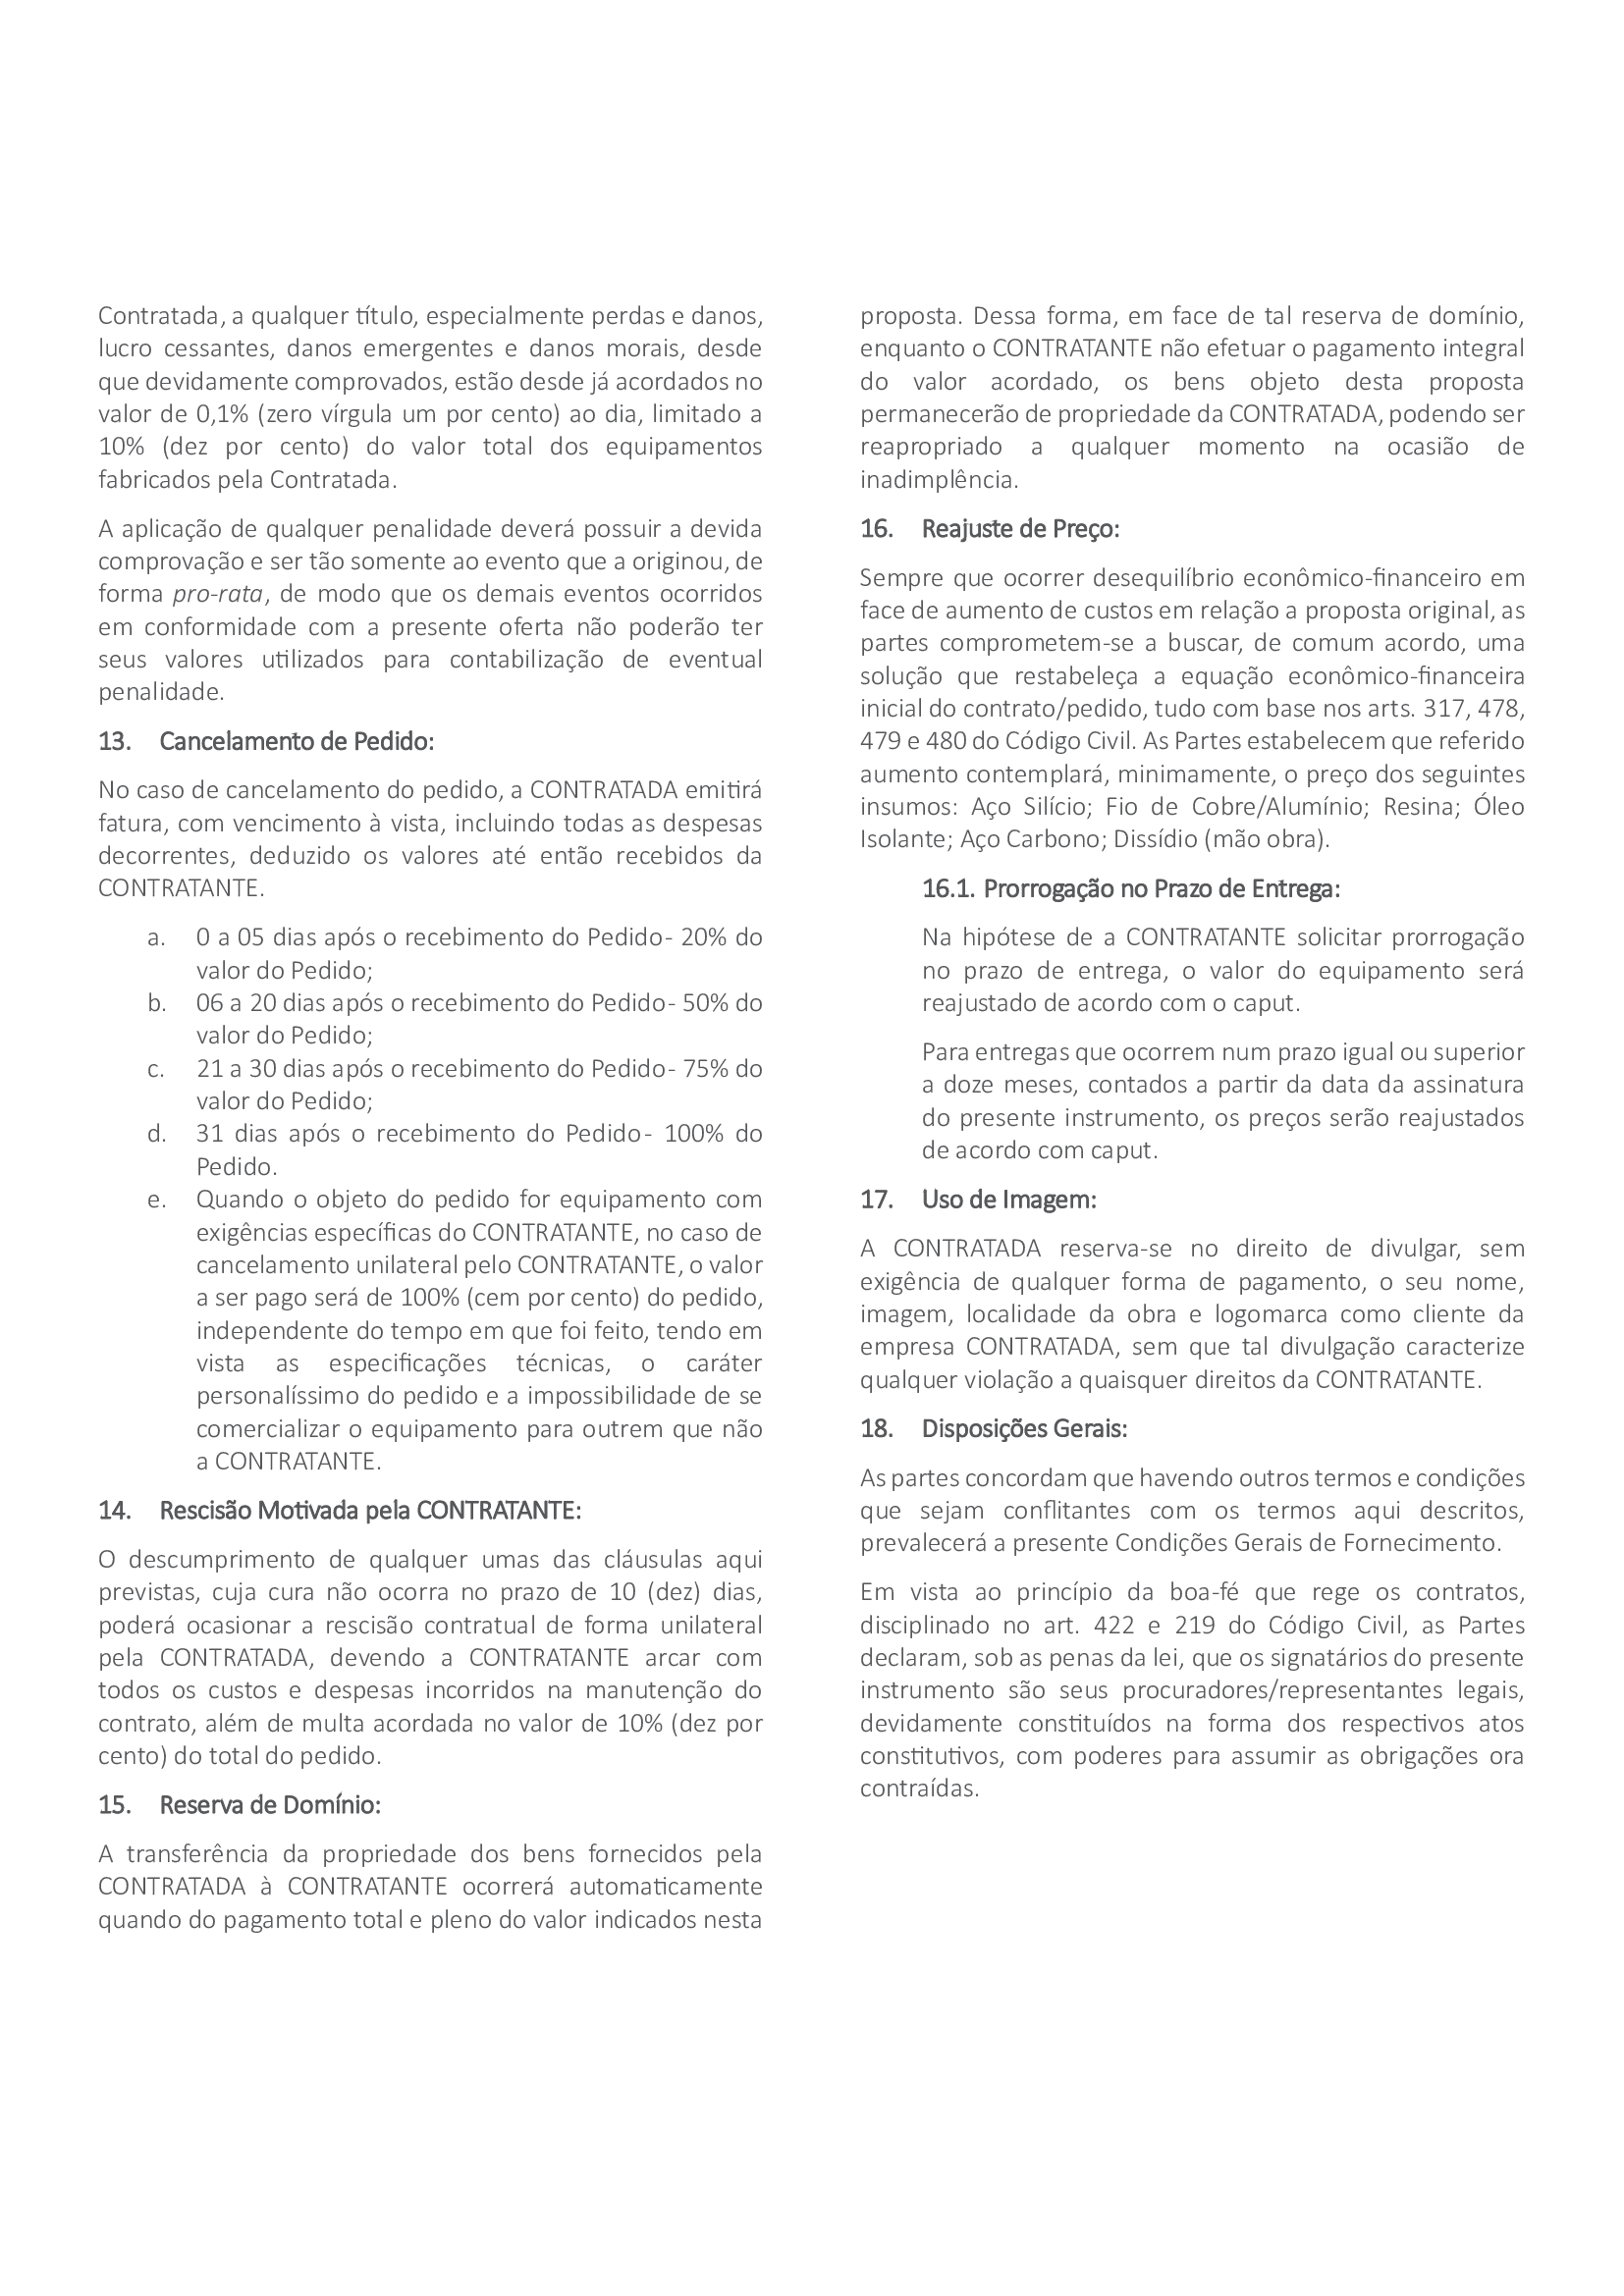 Contratada, a qualquer título, especialmente perdas e danos,
lucro cessantes, danos emergentes e danos morais, desde
que devidamente comprovados, estão desde já acordados no
valor de 0,1% (zero vírgula um por cento) ao dia, limitado a
10% (dez por cento) do valor total dos equipamentos
fabricados pela Contratada.
A aplicação de qualquer penalidade deverá possuir a devida
comprovação e ser tão somente ao evento que a originou, de
forma pro-rata, de modo que os demais eventos ocorridos
em conformidade com a presente oferta não poderão ter
seus valores utilizados para contabilização de eventual
penalidade.
13. Cancelamento de Pedido:
No caso de cancelamento do pedido, a CONTRATADA emitirá
fatura, com vencimento à vista, incluindo todas as despesas
decorrentes, deduzido os valores até então recebidos da
CONTRATANTE.
a. 0 a 05 dias após o recebimento do Pedido- 20% do
valor do Pedido;
b. 06 a 20 dias após o recebimento do Pedido- 50% do
valor do Pedido;
c. 21 a 30 dias após o recebimento do Pedido- 75% do
valor do Pedido;
d. 31 dias após o recebimento do Pedido- 100% do
Pedido.
e. Quando o objeto do pedido for equipamento com
exigências específicas do CONTRATANTE, no caso de
cancelamento unilateral pelo CONTRATANTE, o valor
a ser pago será de 100% (cem por cento) do pedido,
independente do tempo em que foi feito, tendo em
vista as especificações técnicas, o caráter
personalíssimo do pedido e a impossibilidade de se
comercializar o equipamento para outrem que não
a CONTRATANTE.
14. Rescisão Motivada pela CONTRATANTE:
O descumprimento de qualquer umas das cláusulas aqui
previstas, cuja cura não ocorra no prazo de 10 (dez) dias,
poderá ocasionar a rescisão contratual de forma unilateral
pela CONTRATADA, devendo a CONTRATANTE arcar com
todos os custos e despesas incorridos na manutenção do
contrato, além de multa acordada no valor de 10% (dez por
cento) do total do pedido.
15. Reserva de Domínio:
A transferência da propriedade dos bens fornecidos pela
CONTRATADA à CONTRATANTE ocorrerá automaticamente
quando do pagamento total e pleno do valor indicados nesta
proposta. Dessa forma, em face de tal reserva de domínio,
enquanto o CONTRATANTE não efetuar o pagamento integral
do valor acordado, os bens objeto desta proposta
permanecerão de propriedade da CONTRATADA, podendo ser
reapropriado a qualquer momento na ocasião de
inadimplência.
16. Reajuste de Preço:
Sempre que ocorrer desequilíbrio econômico-financeiro em
face de aumento de custos em relação a proposta original, as
partes comprometem-se a buscar, de comum acordo, uma
solução que restabeleça a equação econômico-financeira
inicial do contrato/pedido, tudo com base nos arts. 317, 478,
479 e 480 do Código Civil. As Partes estabelecem que referido
aumento contemplará, minimamente, o preço dos seguintes
insumos: Aço Silício; Fio de Cobre/Alumínio; Resina; Óleo
Isolante; Aço Carbono; Dissídio (mão obra).
16.1. Prorrogação no Prazo de Entrega:
Na hipótese de a CONTRATANTE solicitar prorrogação
no prazo de entrega, o valor do equipamento será
reajustado de acordo com o caput.
Para entregas que ocorrem num prazo igual ou superior
a doze meses, contados a partir da data da assinatura
do presente instrumento, os preços serão reajustados
de acordo com caput.
17. Uso de Imagem:
A CONTRATADA reserva-se no direito de divulgar, sem
exigência de qualquer forma de pagamento, o seu nome,
imagem, localidade da obra e logomarca como cliente da
empresa CONTRATADA, sem que tal divulgação caracterize
qualquer violação a quaisquer direitos da CONTRATANTE.
18. Disposições Gerais:
As partes concordam que havendo outros termos e condições
que sejam conflitantes com os termos aqui descritos,
prevalecerá a presente Condições Gerais de Fornecimento.
Em vista ao princípio da boa-fé que rege os contratos,
disciplinado no art. 422 e 219 do Código Civil, as Partes
declaram, sob as penas da lei, que os signatários do presente
instrumento são seus procuradores/representantes legais,
devidamente constituídos na forma dos respectivos atos
constitutivos, com poderes para assumir as obrigações ora
contraídas.